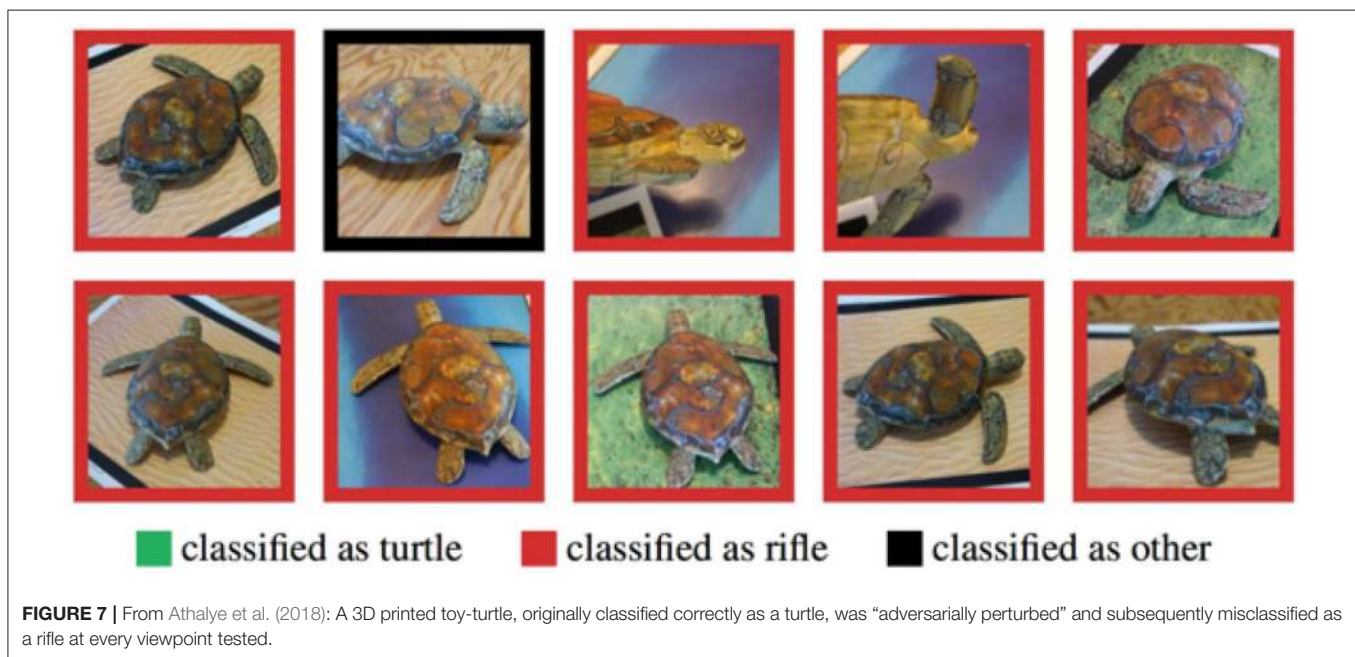 classified as turtle classified as rifle classified as other
FIGURE 7 | From Athalye et al. (2018): A 3D printed toy-turtle, originally classified correctly as a turtle, was “adversarially perturbed” and subsequently misclassified as
a rifle at every viewpoint tested.